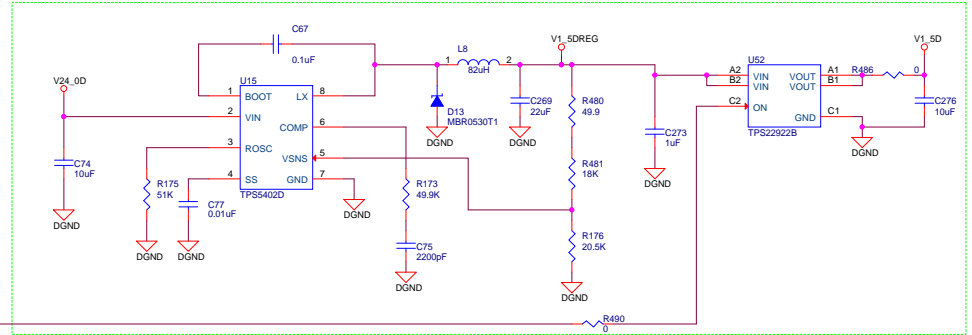 C67
0.1uF
V24_0D
U15
1 BOOT LX 8
2 VIN
COMP 6
3 ROSC
VSNS 5
4 SS GND 7
TPS5402D
C74
10uF
DGND
R175
51K
DGND
C77
0.01uF
DGND
DGND
R173
49.9K
C75
2200pF
DGND
L8
1 2
82uH
D13
MBR0530T1
DGND
V1_5DREG
C269
22uF
DGND
R480
49.9
R481
18K
R176
20.5K
DGND
C273
1uF
DGND
U52
A2 VIN VOUT A1
B2 VIN VOUT B1
C2 ON
GND C1
TPS22922B
R486 0
V1_5D
C276
10uF
DGND
R490
0